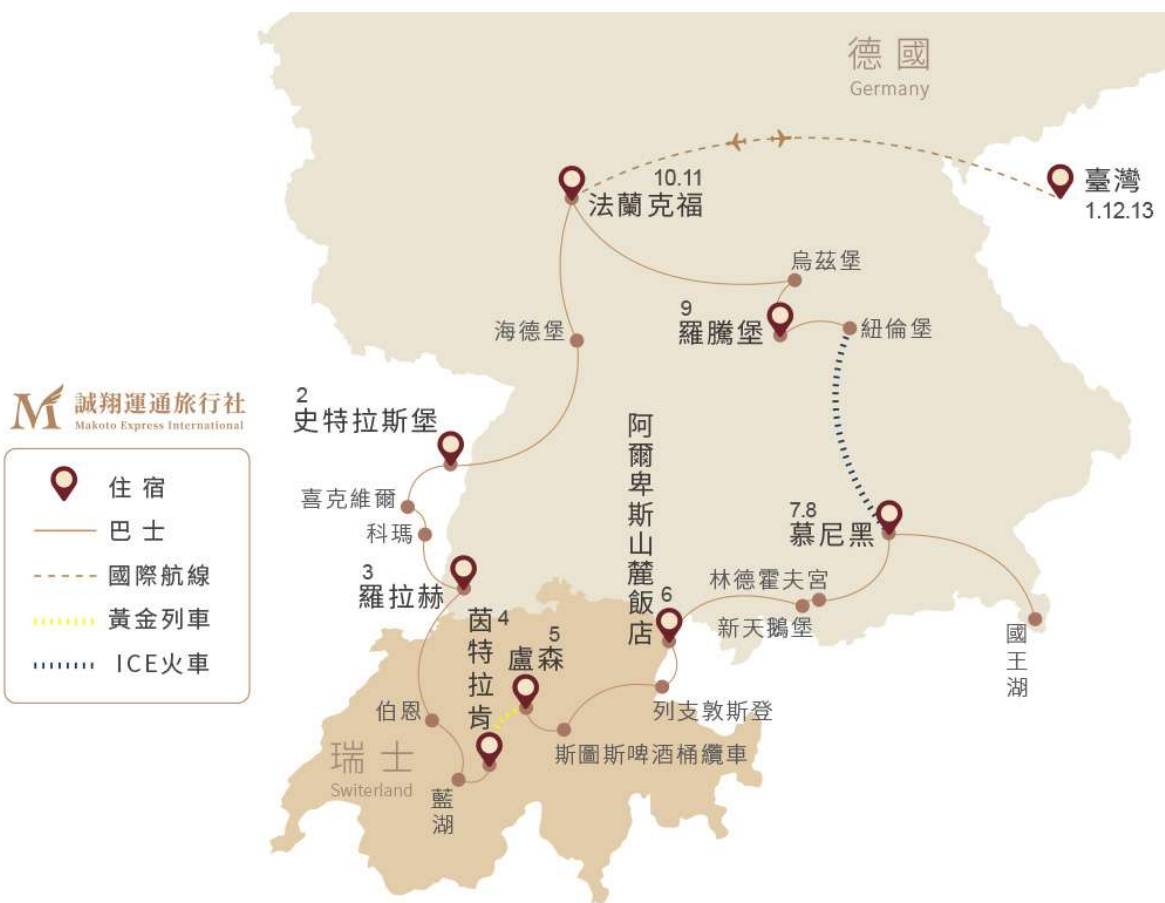 德國
Germany
10.11
法蘭克福
臺灣
1.12.13
烏茲堡
9
羅騰堡
紐倫堡
海德堡
誠翔運通旅行社
Makoto Express International
住宿
巴士
國際航線
黃金列車
ICE火車
2
史特拉斯堡
喜克維爾
科瑪
3
羅拉赫
阿爾卑斯山麓飯店
6
7.8
慕尼黑
林德霍夫宮
新天鵝堡
國王湖
茵特拉肯
4
5
盧森
列支敦斯登
斯圖斯啤酒桶纜車
伯恩
瑞士
Switerland
藍湖